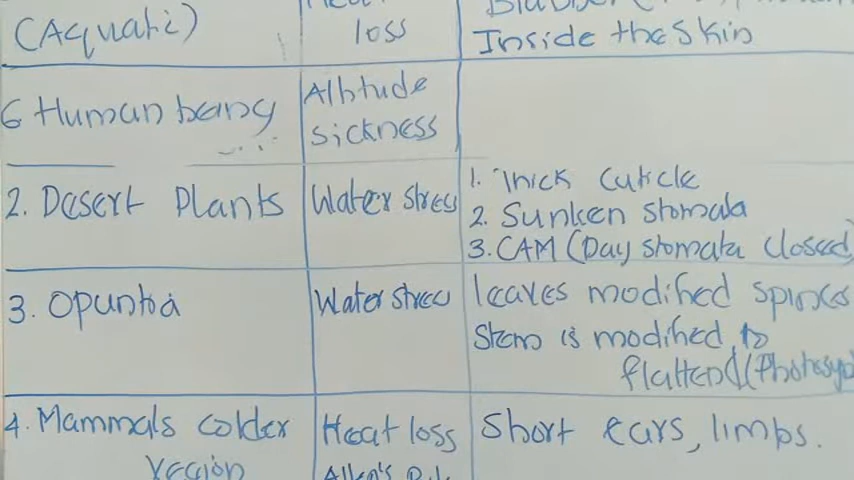 (Aquatic)
loss
Inside the Skin
6 Human being
Altitude
sickness
2. Desert Plants
Water stress
1. Thick cuticle
2. Sunken stomata
3. CAM (Day stomata closed)
3. Opuntia
Water stress
leaves modified spines
Stem is modified to
flattend
4. Mammals colder
region
Heat loss
Allen's
Short ears, limbs.